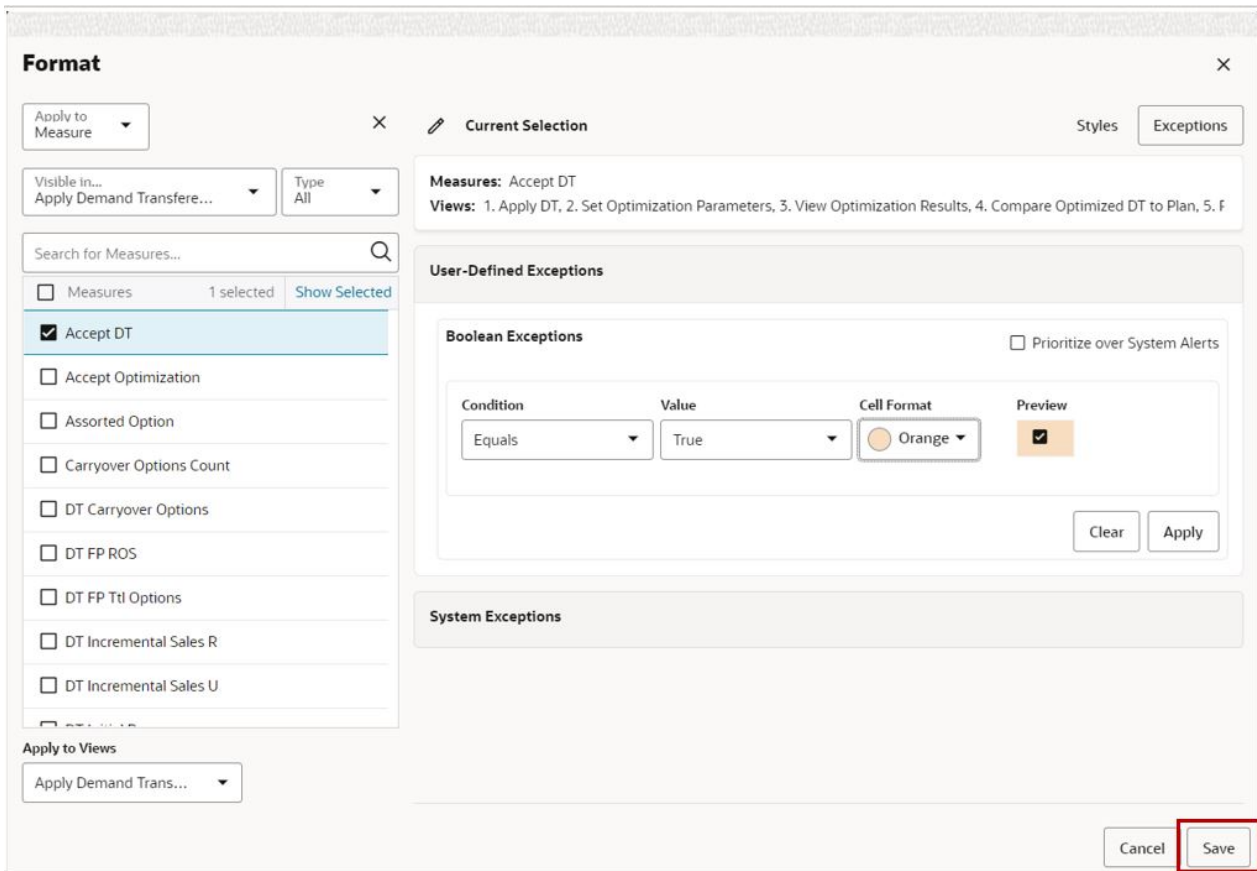 Format
Apply to
Measure
Visible in...
Apply Demand Transfere...
Type
All
Search for Measures...
Measures 1 selected Show Selected
Accept DT
Accept Optimization
Assorted Option
Carryover Options Count
DT Carryover Options
DT FP ROS
DT FP Ttl Options
DT Incremental Sales R
DT Incremental Sales U
Apply to Views
Apply Demand Trans...
Current Selection
Styles
Exceptions
Measures: Accept DT
Views: 1. Apply DT, 2. Set Optimization Parameters, 3. View Optimization Results, 4. Compare Optimized DT to Plan, 5.
User-Defined Exceptions
Boolean Exceptions
Prioritize over System Alerts
Condition Value Cell Format Preview
Equals True Orange
Clear Apply
System Exceptions
Cancel Save